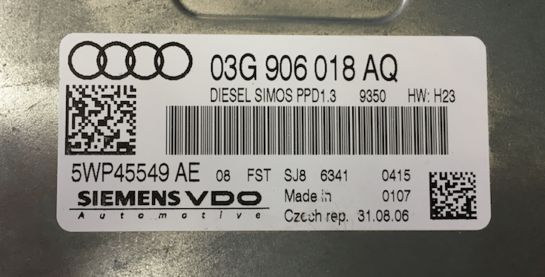 03G 906 018 AQ
DIESEL SIMOS PPD1.3 9350 HW: H23
5WP45549 AE 08 FST SJ8 6341 0415
SIEMENS VDO Made in 0107
Automotive Czech rep. 31.08.06